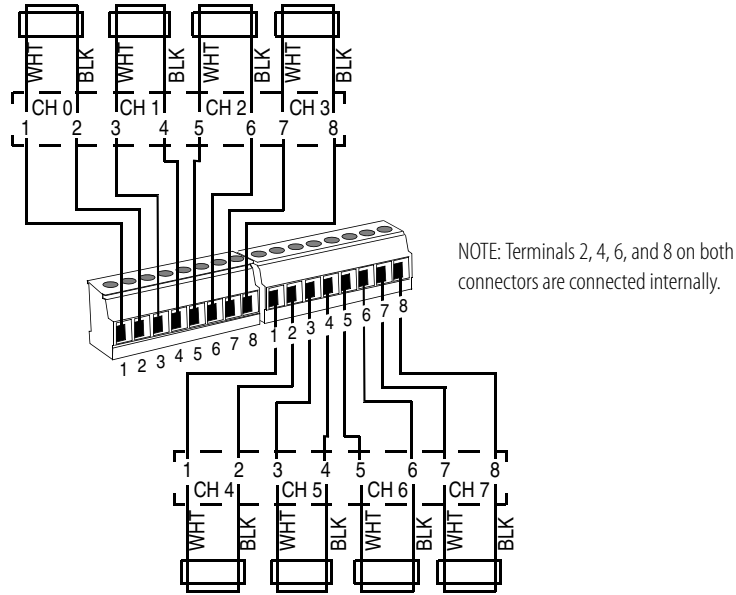 WHT BLK WHT BLK WHT BLK WHT BLK
CH 0 CH 1 CH 2 CH 3
1 2 3 4 5 6 7 8
NOTE: Terminals 2, 4, 6, and 8 on both
connectors are connected internally.
1 2 3 4 5 6 7 8
1 2 3 4 5 6 7 8
1 2 3 4 5 6 7 8
CH 4 CH 5 CH 6 CH 7
WHT BLK WHT BLK WHT BLK WHT BLK